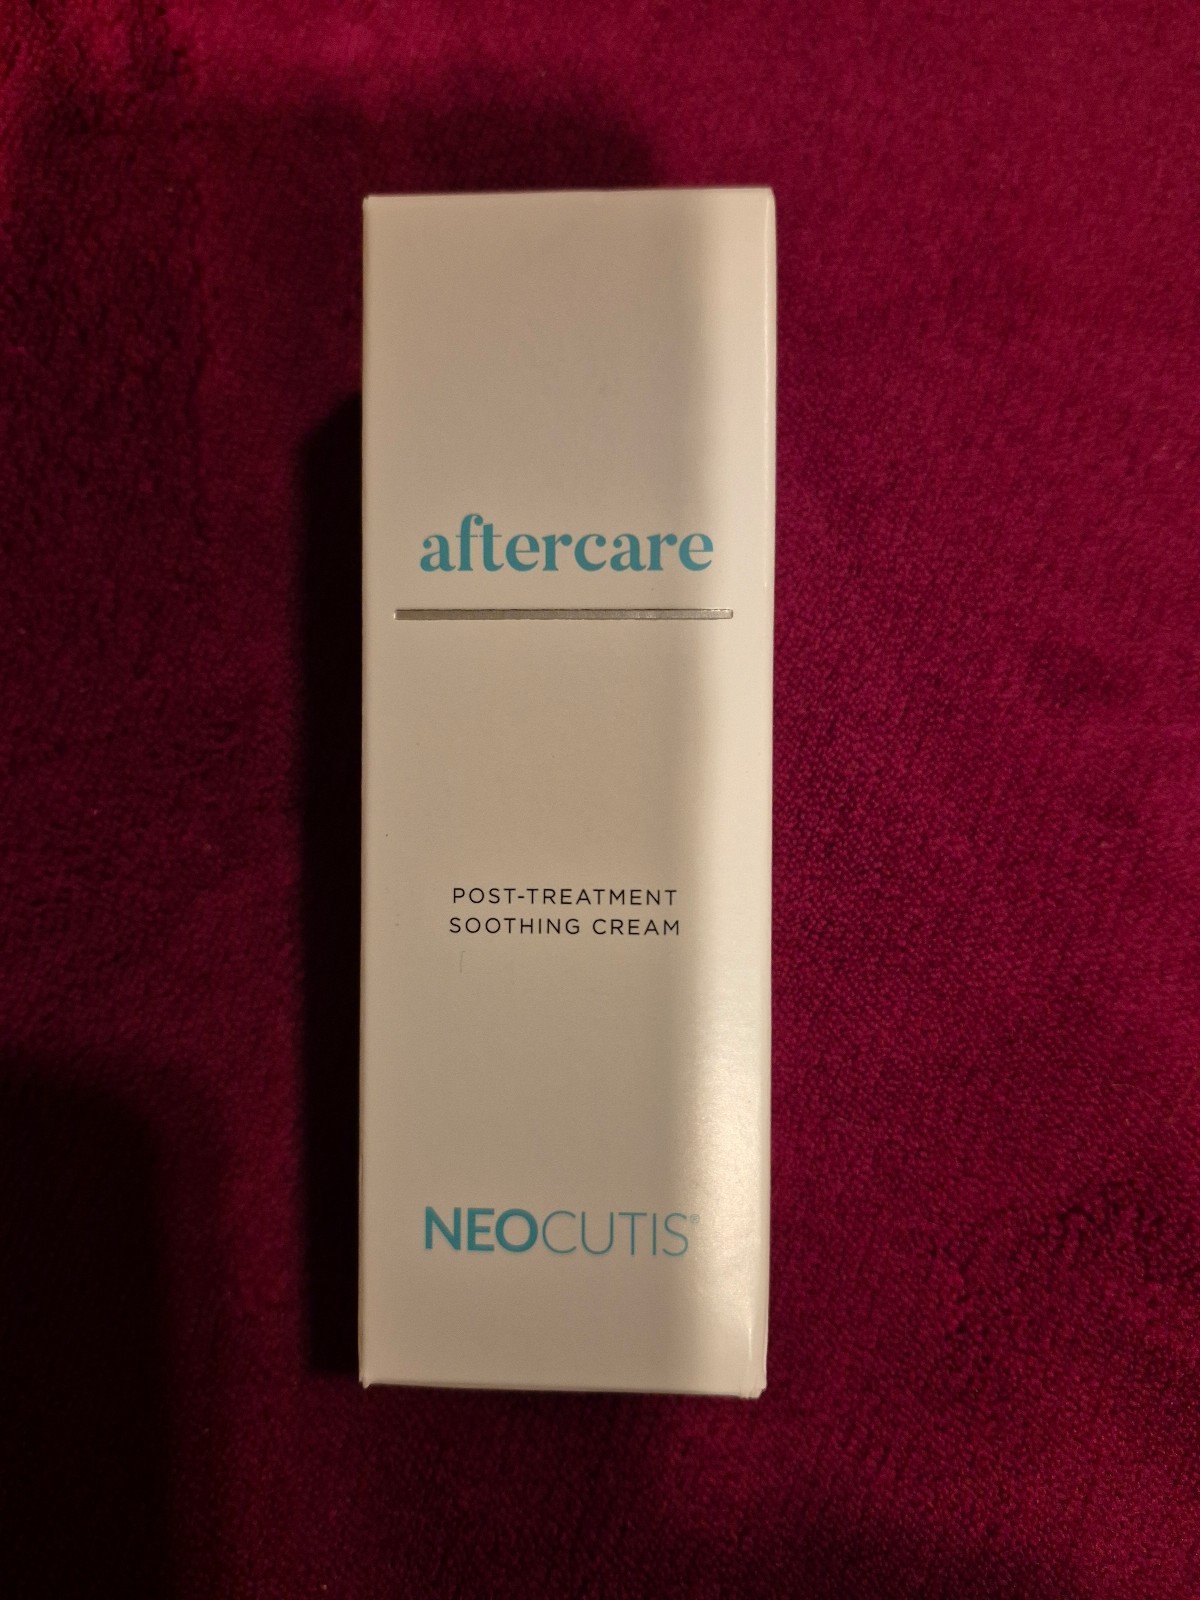 aftercare
POST-TREATMENT
SOOTHING CREAM
NEOCUTIS®